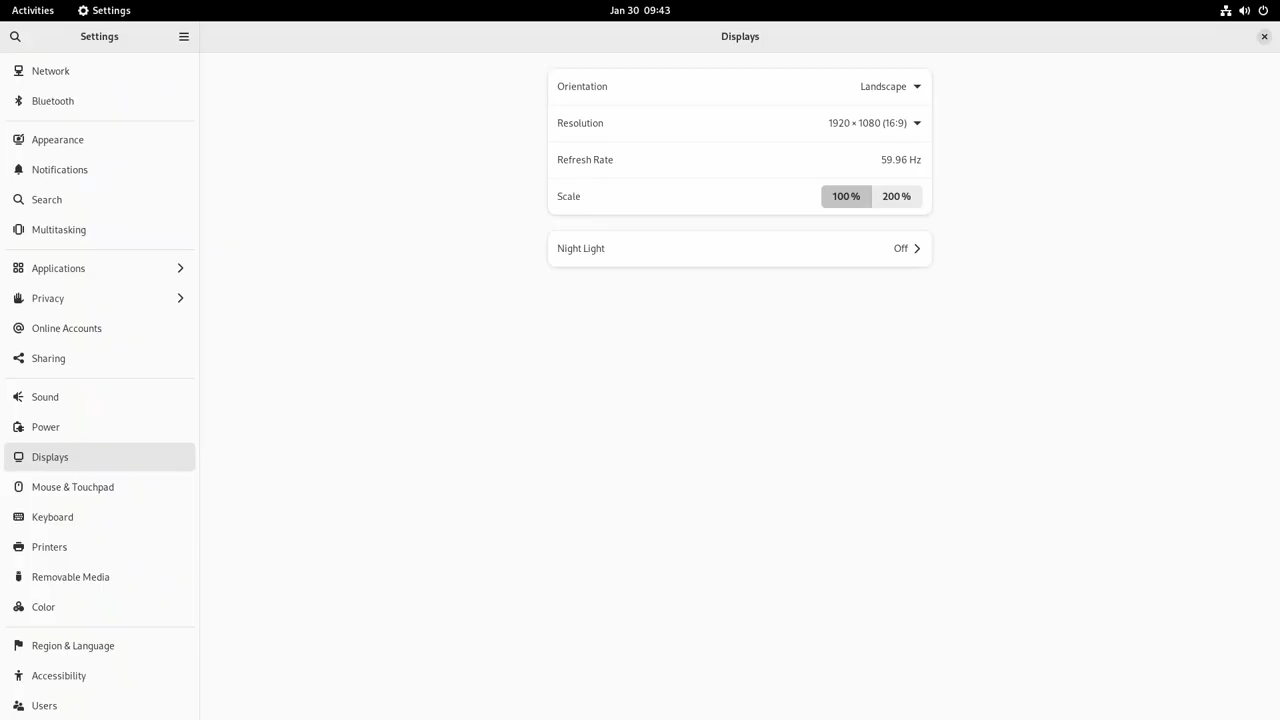 Activities
Settings
Jan 30 09:43
Settings
Displays
Network
Bluetooth
Appearance
Notifications
Search
Multitasking
Applications
Privacy
Online Accounts
Sharing
Sound
Power
Displays
Mouse & Touchpad
Keyboard
Printers
Removable Media
Color
Region & Language
Accessibility
Users
Orientation Landscape
Resolution 1920 × 1080 (16:9)
Refresh Rate 59.96 Hz
Scale 100 % 200 %
Night Light Off